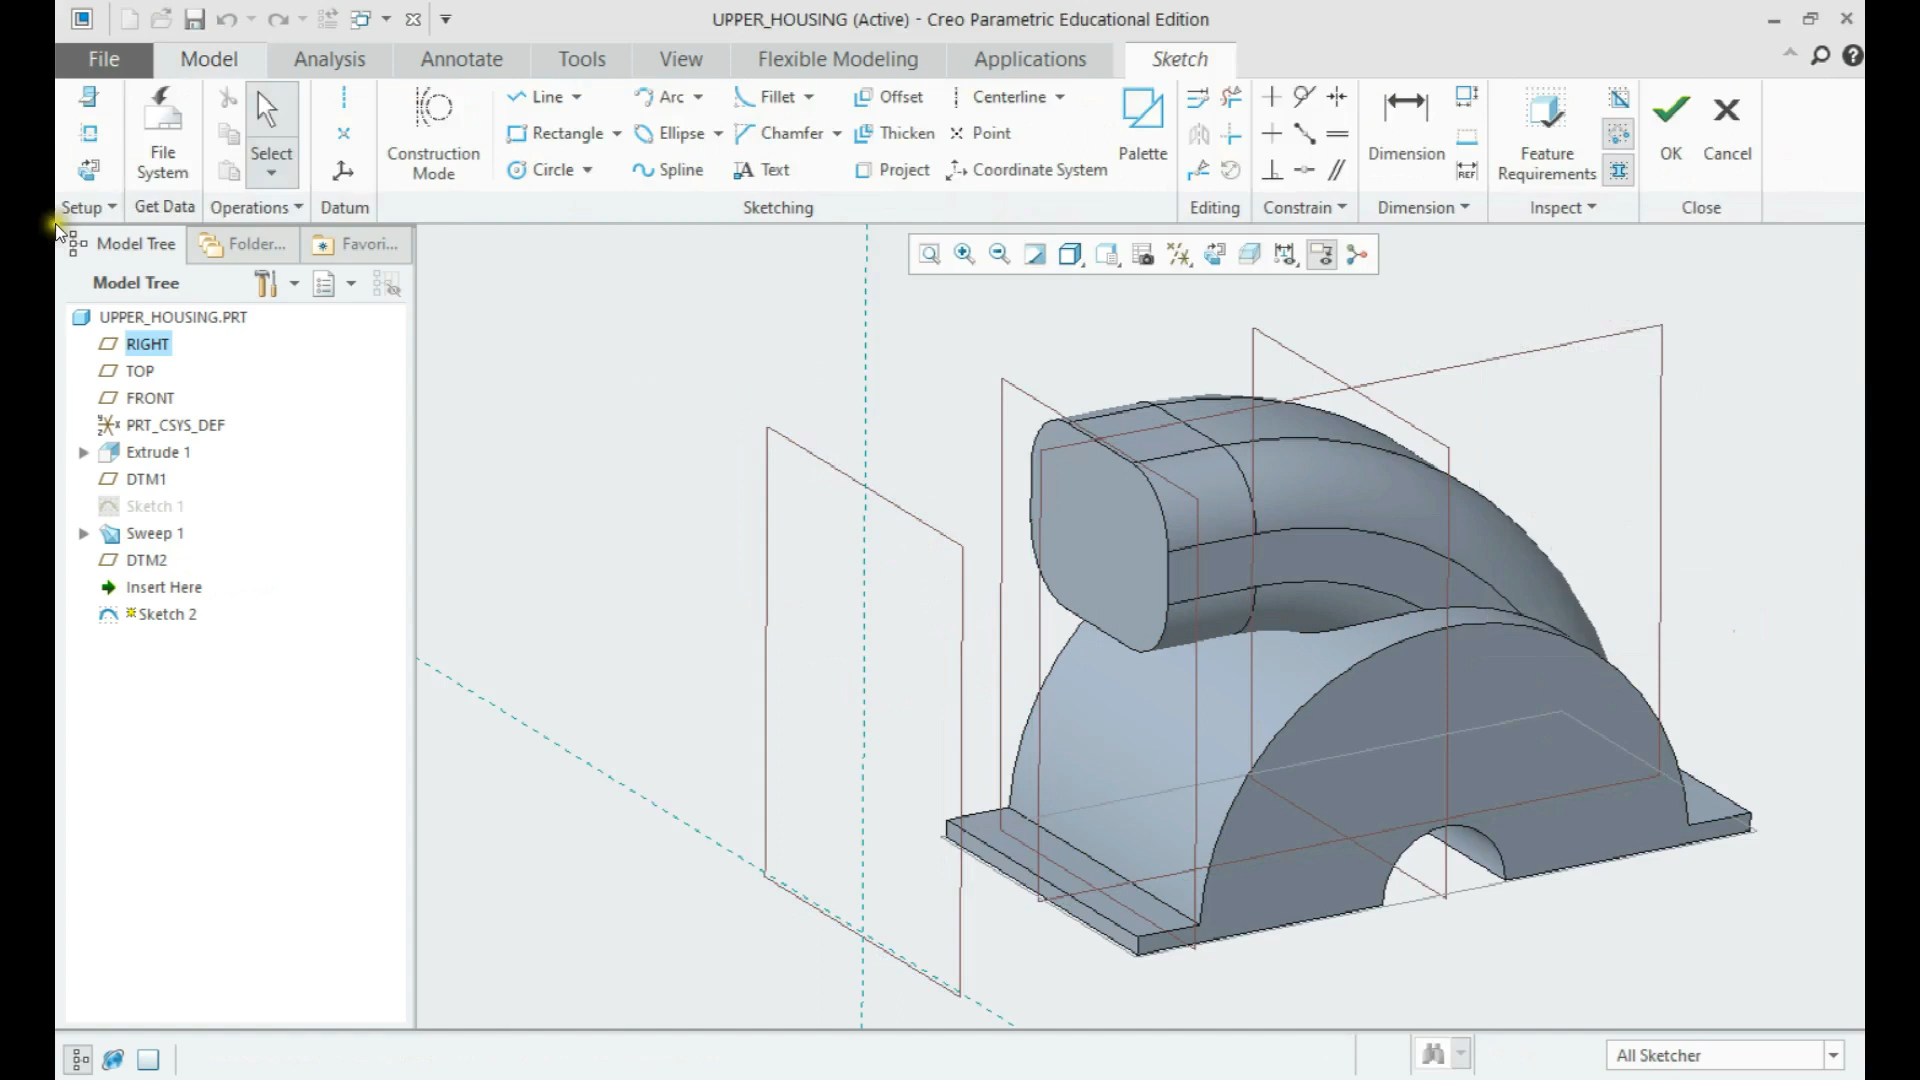 UPPER_HOUSING (Active) - Creo Parametric Educational Edition
File Model Analysis Annotate Tools View Flexible Modeling Applications Sketch
Line Arc Fillet Offset Centerline
Rectangle Ellipse Chamfer Thicken Point
Circle Spline Text Project Coordinate System
File System
Select
Construction Mode
Palette
Dimension
REF
Feature Requirements
OK
Cancel
Setup Get Data Operations Datum Sketching Editing Constrain Dimension Inspect Close
Model Tree Folder... Favori...
Model Tree
UPPER_HOUSING.PRT
RIGHT
TOP
FRONT
PRT_CSYS_DEF
Extrude 1
DTM1
Sketch 1
Sweep 1
DTM2
Insert Here
Sketch 2
All Sketcher